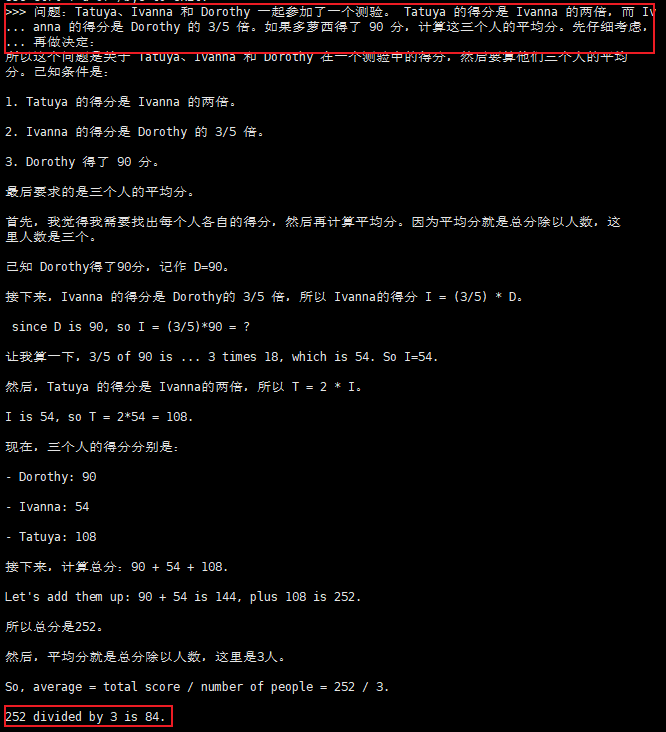 >>> 问题：Tatuya、Ivanna 和 Dorothy 一起参加了一个测验。 Tatuya 的得分是 Ivanna 的两倍，而 Iv
... anna 的得分是 Dorothy 的 3/5 倍。如果多萝西得了 90 分，计算这三个人的平均分。先仔细考虑，
... 再做决定：
所以这个问题是关于 Tatuya、Ivanna 和 Dorothy 在一个测验中的得分，然后要算他们三个人的平均
分。已知条件是：
1. Tatuya 的得分是 Ivanna 的两倍。
2. Ivanna 的得分是 Dorothy 的 3/5 倍。
3. Dorothy 得了 90 分。
最后要求的是三个人的平均分。
首先，我觉得我需要找出每个人各自的得分，然后再计算平均分。因为平均分就是总分除以人数，这
里人数是三个。
已知 Dorothy得了90分，记作 D=90。
接下来，Ivanna 的得分是 Dorothy的 3/5 倍，所以 Ivanna的得分 I = (3/5) * D。
since D is 90, so I = (3/5)*90 = ?
让我算一下，3/5 of 90 is ... 3 times 18, which is 54. So I=54.
然后，Tatuya 的得分是 Ivanna的两倍，所以 T = 2 * I。
I is 54, so T = 2*54 = 108.
现在，三个人的得分分别是：
- Dorothy: 90
- Ivanna: 54
- Tatuya: 108
接下来，计算总分：90 + 54 + 108.
Let's add them up: 90 + 54 is 144, plus 108 is 252.
所以总分是252。
然后，平均分就是总分除以人数，这里是3人。
So, average = total score / number of people = 252 / 3.
252 divided by 3 is 84.